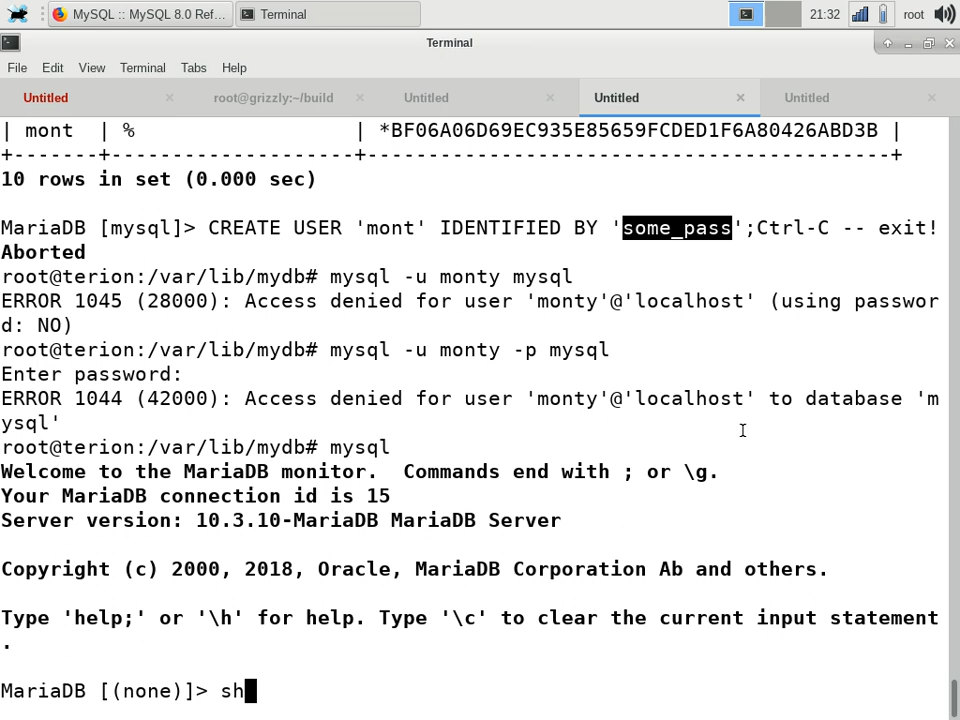 MySQL :: MySQL 8.0 Ref...
Terminal
21:32
root
Terminal
File Edit View Terminal Tabs Help
Untitled
root@grizzly:~/build
Untitled
Untitled
Untitled
| mont | % | *BF06A06D69EC935E85659FCDED1F6A80426ABD3B |
+-------+--------------------+-------------------------------------------+
10 rows in set (0.000 sec)
MariaDB [mysql]> CREATE USER 'mont' IDENTIFIED BY 'some_pass';Ctrl-C -- exit!
Aborted
root@terion:/var/lib/mydb# mysql -u monty mysql
ERROR 1045 (28000): Access denied for user 'monty'@'localhost' (using passwor
d: NO)
root@terion:/var/lib/mydb# mysql -u monty -p mysql
Enter password:
ERROR 1044 (42000): Access denied for user 'monty'@'localhost' to database 'm
ysql'
root@terion:/var/lib/mydb# mysql
Welcome to the MariaDB monitor.  Commands end with ; or \g.
Your MariaDB connection id is 15
Server version: 10.3.10-MariaDB MariaDB Server
Copyright (c) 2000, 2018, Oracle, MariaDB Corporation Ab and others.
Type 'help;' or '\h' for help. Type '\c' to clear the current input statement
.
MariaDB [(none)]> sh